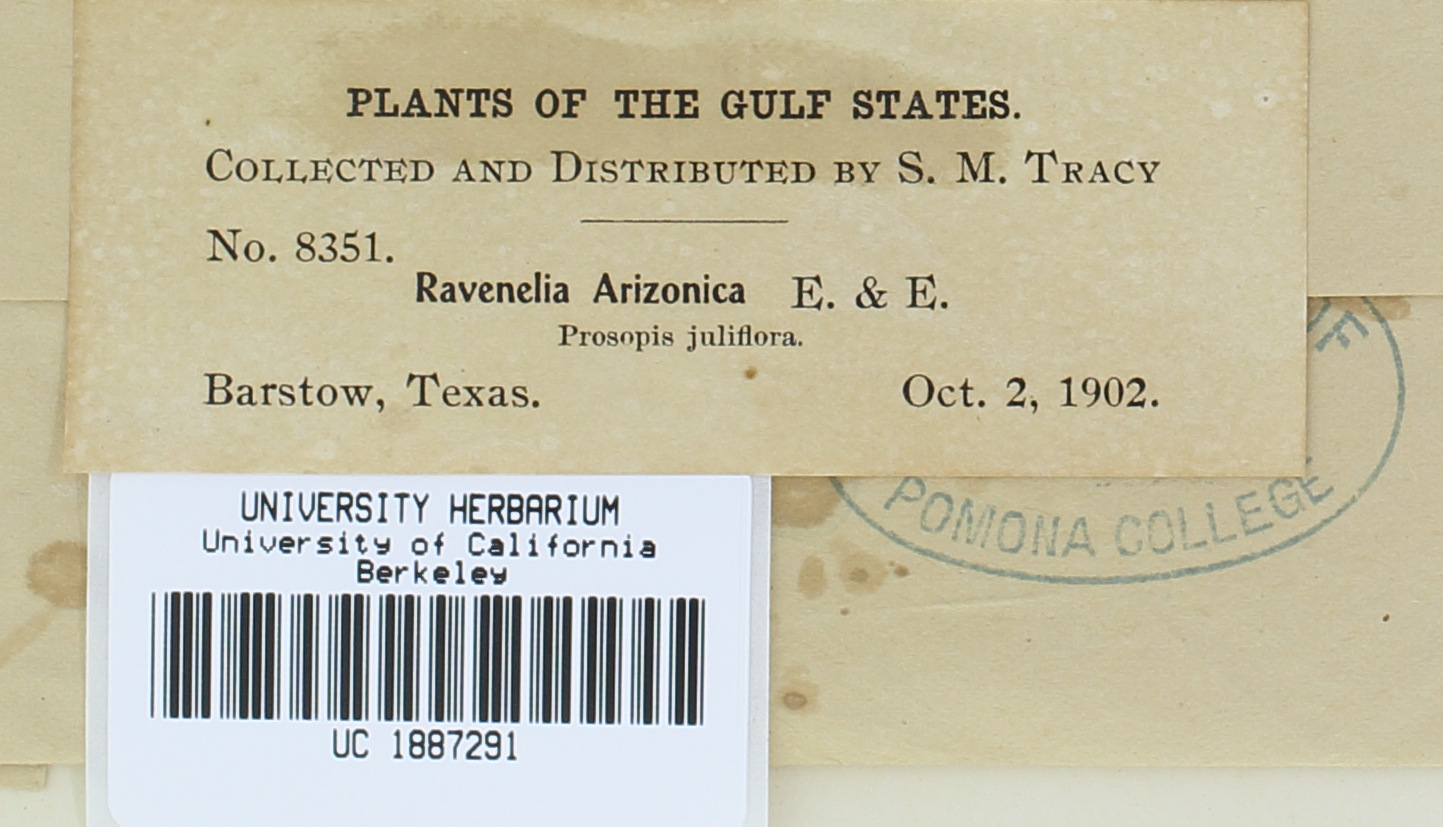 PLANTS OF THE GULF STATES.
COLLECTED AND DISTRIBUTED BY S. M. TRACY
No. 8351.
Ravenelia Arizonica E. & E.
Prosopis juliflora.
Barstow, Texas. Oct. 2, 1902.
UNIVERSITY HERBARIUM
University of California
Berkeley
UC 1887291
OF
POMONA COLLEGE